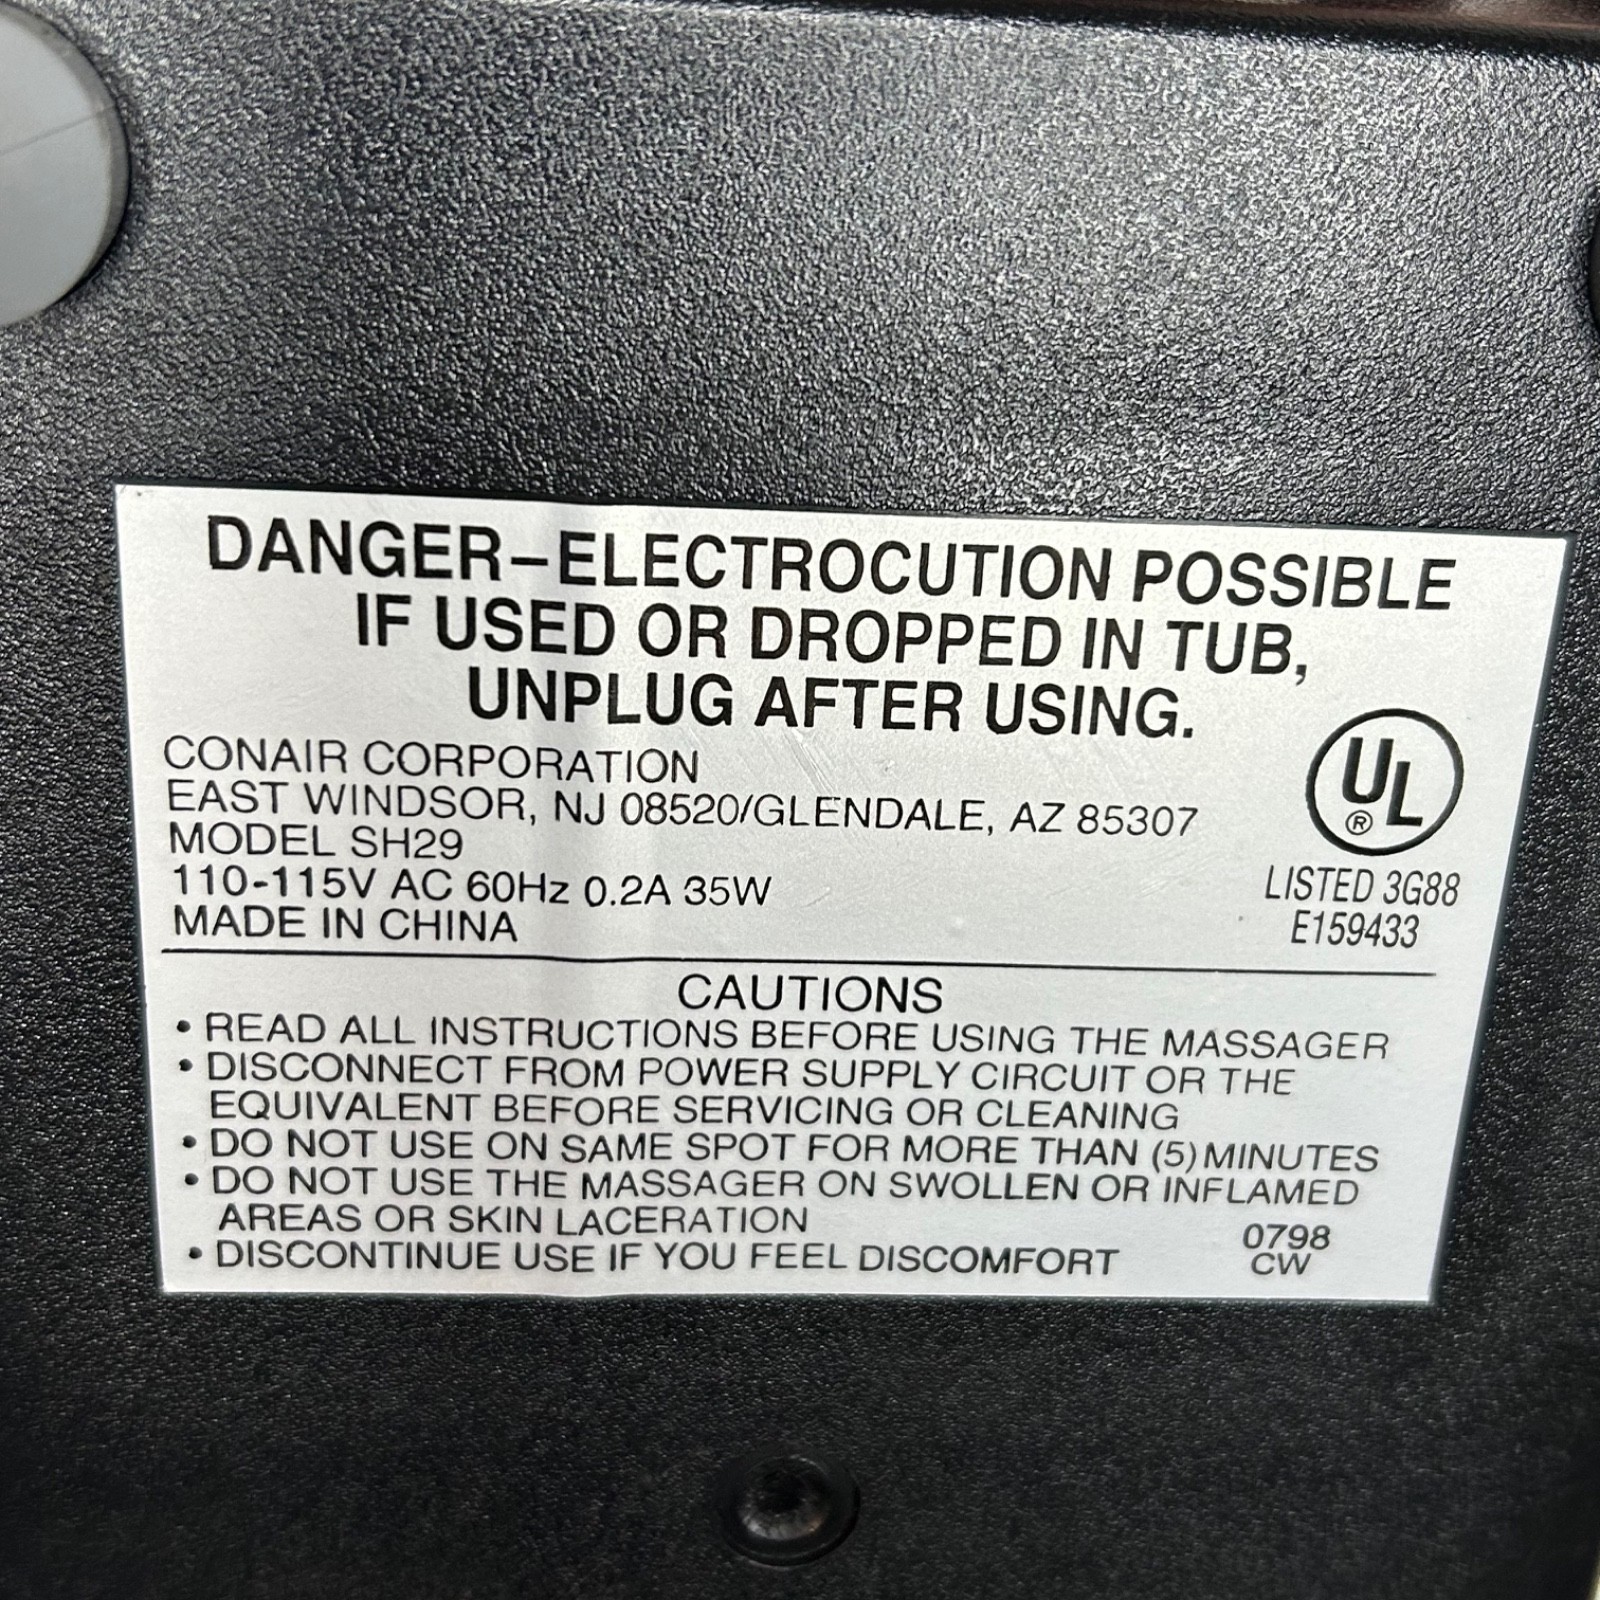 DANGER–ELECTROCUTION POSSIBLE
IF USED OR DROPPED IN TUB,
UNPLUG AFTER USING.
CONAIR CORPORATION
EAST WINDSOR, NJ 08520/GLENDALE, AZ 85307
MODEL SH29
110-115V AC 60Hz 0.2A 35W
MADE IN CHINA
UL
®
LISTED 3G88
E159433
CAUTIONS
• READ ALL INSTRUCTIONS BEFORE USING THE MASSAGER
• DISCONNECT FROM POWER SUPPLY CIRCUIT OR THE
EQUIVALENT BEFORE SERVICING OR CLEANING
• DO NOT USE ON SAME SPOT FOR MORE THAN (5) MINUTES
• DO NOT USE THE MASSAGER ON SWOLLEN OR INFLAMED
AREAS OR SKIN LACERATION
• DISCONTINUE USE IF YOU FEEL DISCOMFORT
0798
CW